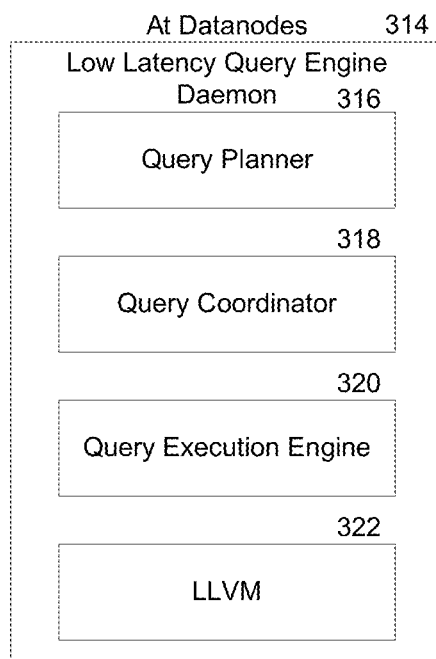 At Datanodes 314
Low Latency Query Engine
Daemon 316
Query Planner
318
Query Coordinator
320
Query Execution Engine
322
LLVM